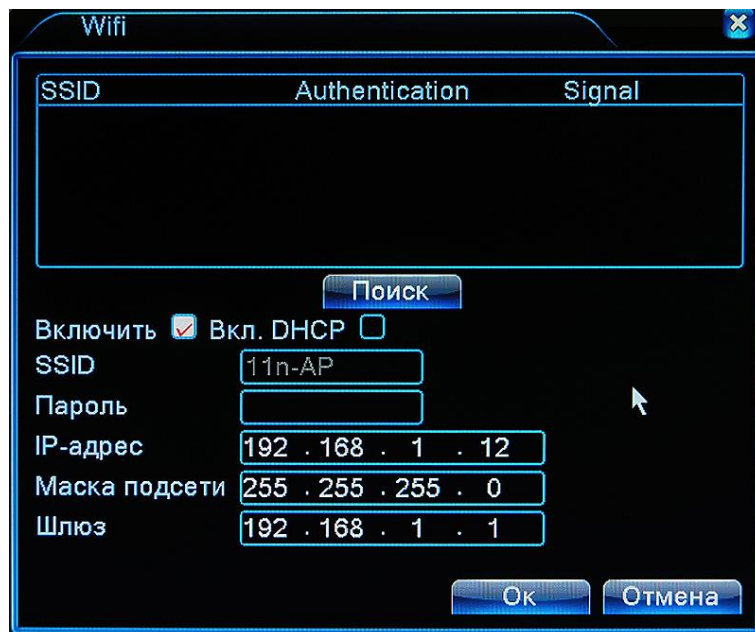 Wifi
SSID Authentication Signal
Поиск
Включить Вкл. DHCP
SSID 11n-AP
Пароль
IP-адрес 192 . 168 . 1 . 12
Маска подсети 255 . 255 . 255 . 0
Шлюз 192 . 168 . 1 . 1
Ок Отмена